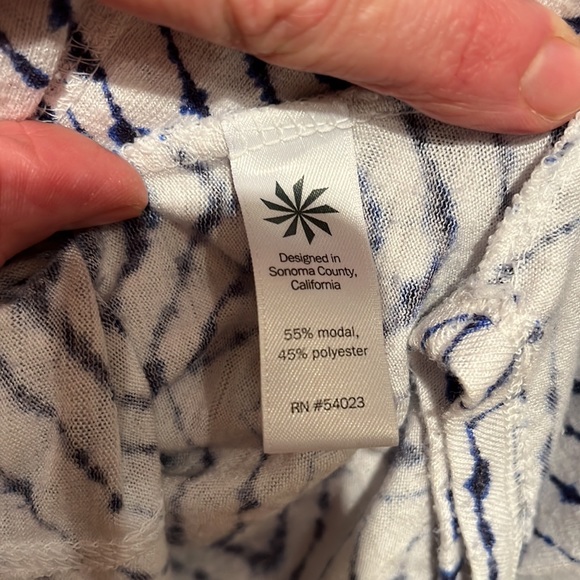 Designed in
Sonoma County,
California
55% modal,
45% polyester
RN #54023